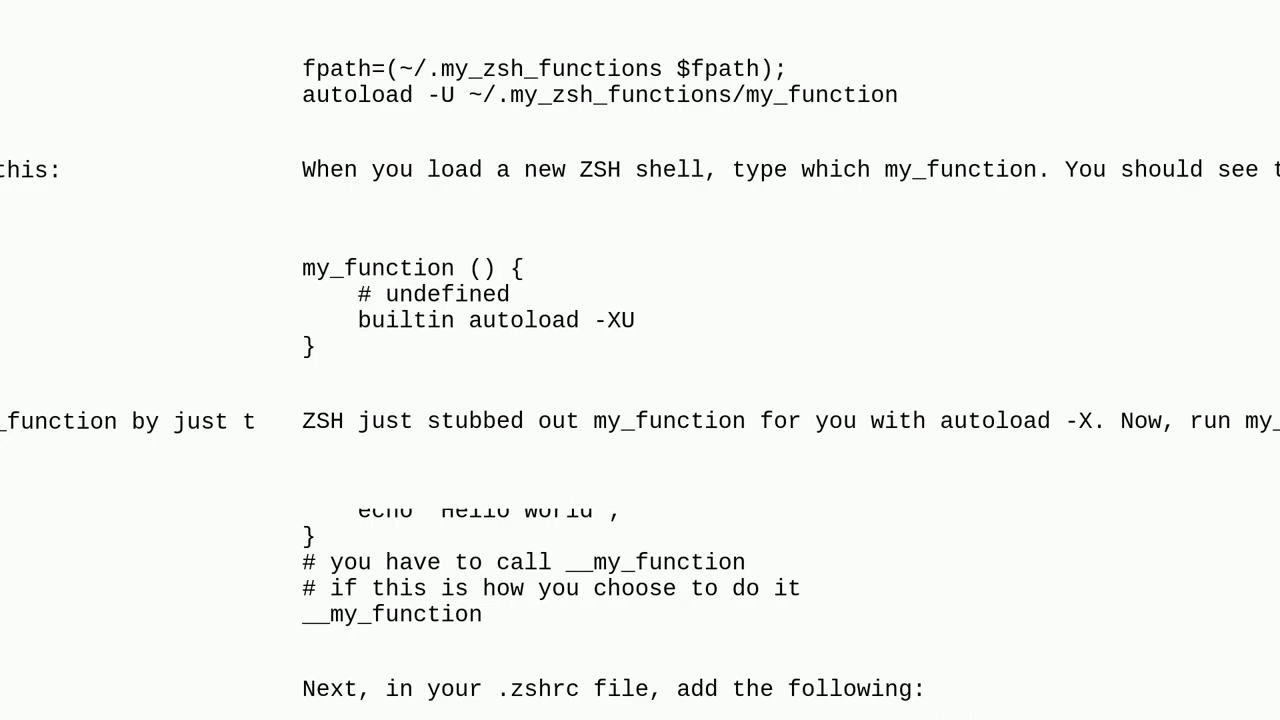 fpath=(~/.my_zsh_functions $fpath);
autoload -U ~/.my_zsh_functions/my_function
this:
When you load a new ZSH shell, type which my_function. You should see t
my_function () {
# undefined
builtin autoload -XU
}
_function by just t
ZSH just stubbed out my_function for you with autoload -X. Now, run my_
echo "Hello world";
}
# you have to call __my_function
# if this is how you choose to do it
__my_function
Next, in your .zshrc file, add the following: